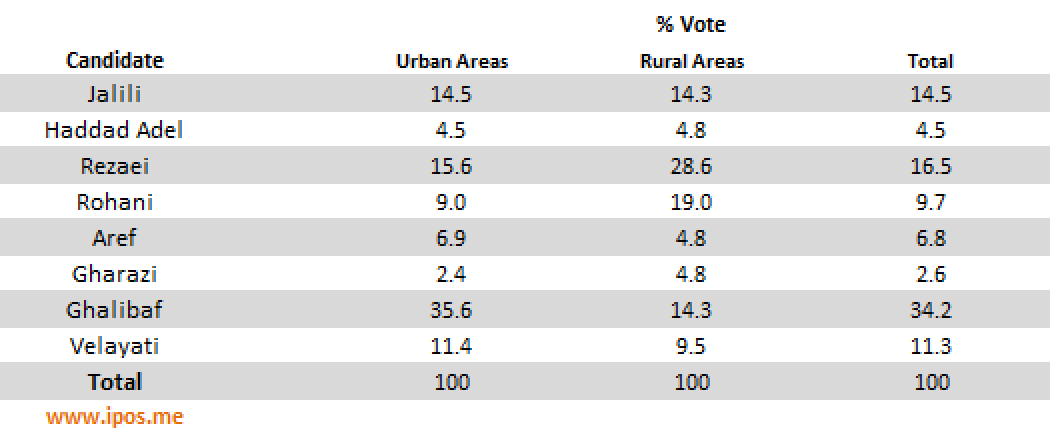 % Vote
Candidate Urban Areas Rural Areas Total
Jalili 14.5 14.3 14.5
Haddad Adel 4.5 4.8 4.5
Rezaei 15.6 28.6 16.5
Rohani 9.0 19.0 9.7
Aref 6.9 4.8 6.8
Gharazi 2.4 4.8 2.6
Ghalibaf 35.6 14.3 34.2
Velayati 11.4 9.5 11.3
Total 100 100 100
www.ipos.me